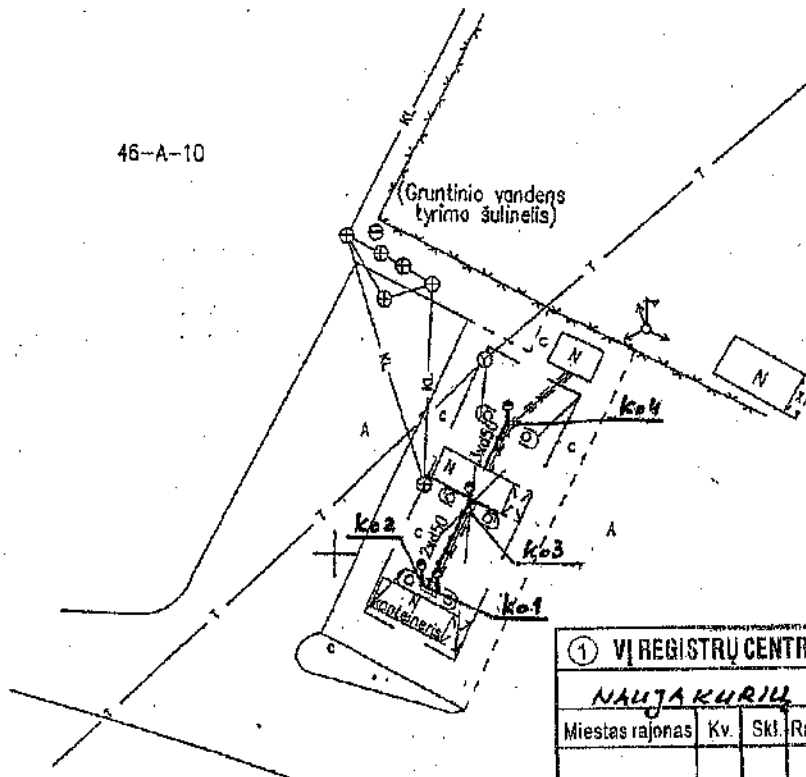 46-A-10
KL
(Gruntinio vandens
tyrimo šulinelis)
T
T
C
N
N
KL
KL
Ko4
C
C
A
N
A
T
Ko2
C
2xd50
Ko3
N
Ko1
konteineris
T
C
T
① VĮ REGISTRŲ CENTR
NAUJAKURIŲ
Miestas rajonas Kv. Skl. Ra